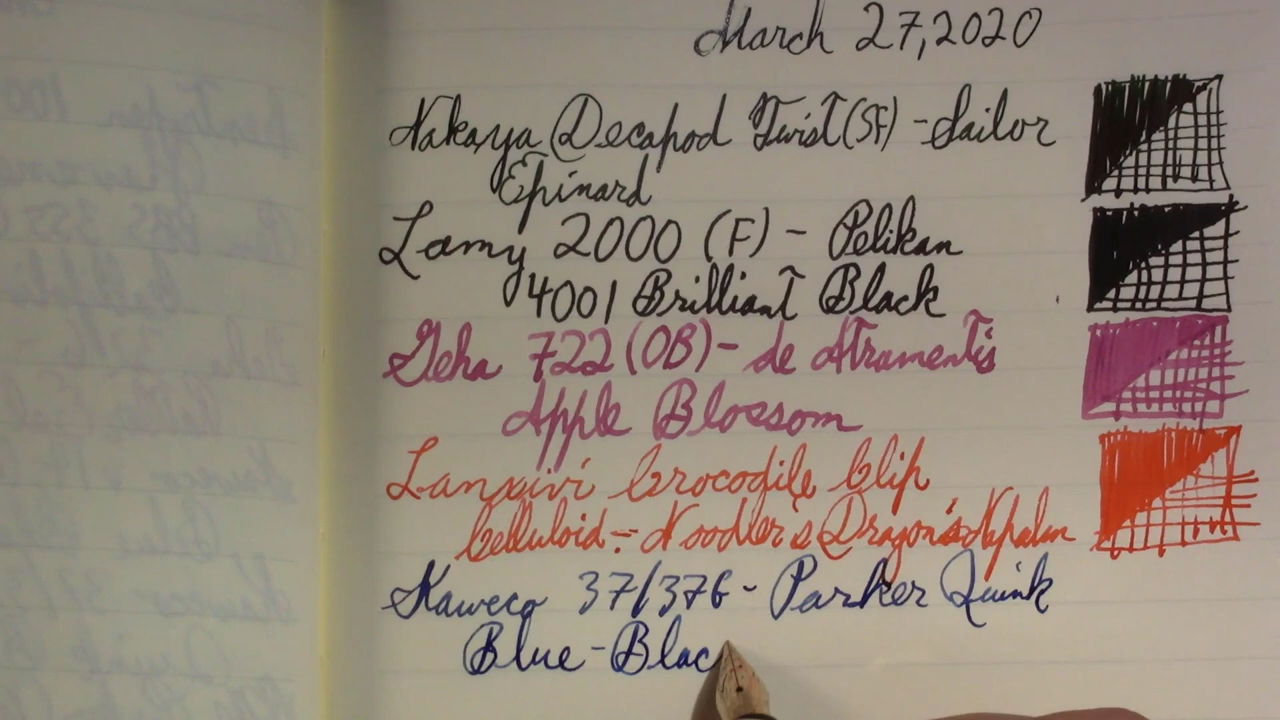 March 27, 2020
Nakaya Decapod Twist (SF) - Sailor
Epinard
Lamy 2000 (F) - Pelikan
4001 Brilliant Black
Geha 722 (OB) - de Atramentis
Apple Blossom
Lanxivi Crocodile Clip
Celluloid - Noodler's Dragon's Napalm
Kaweco 37/376 - Parker Quink
Blue-Blac